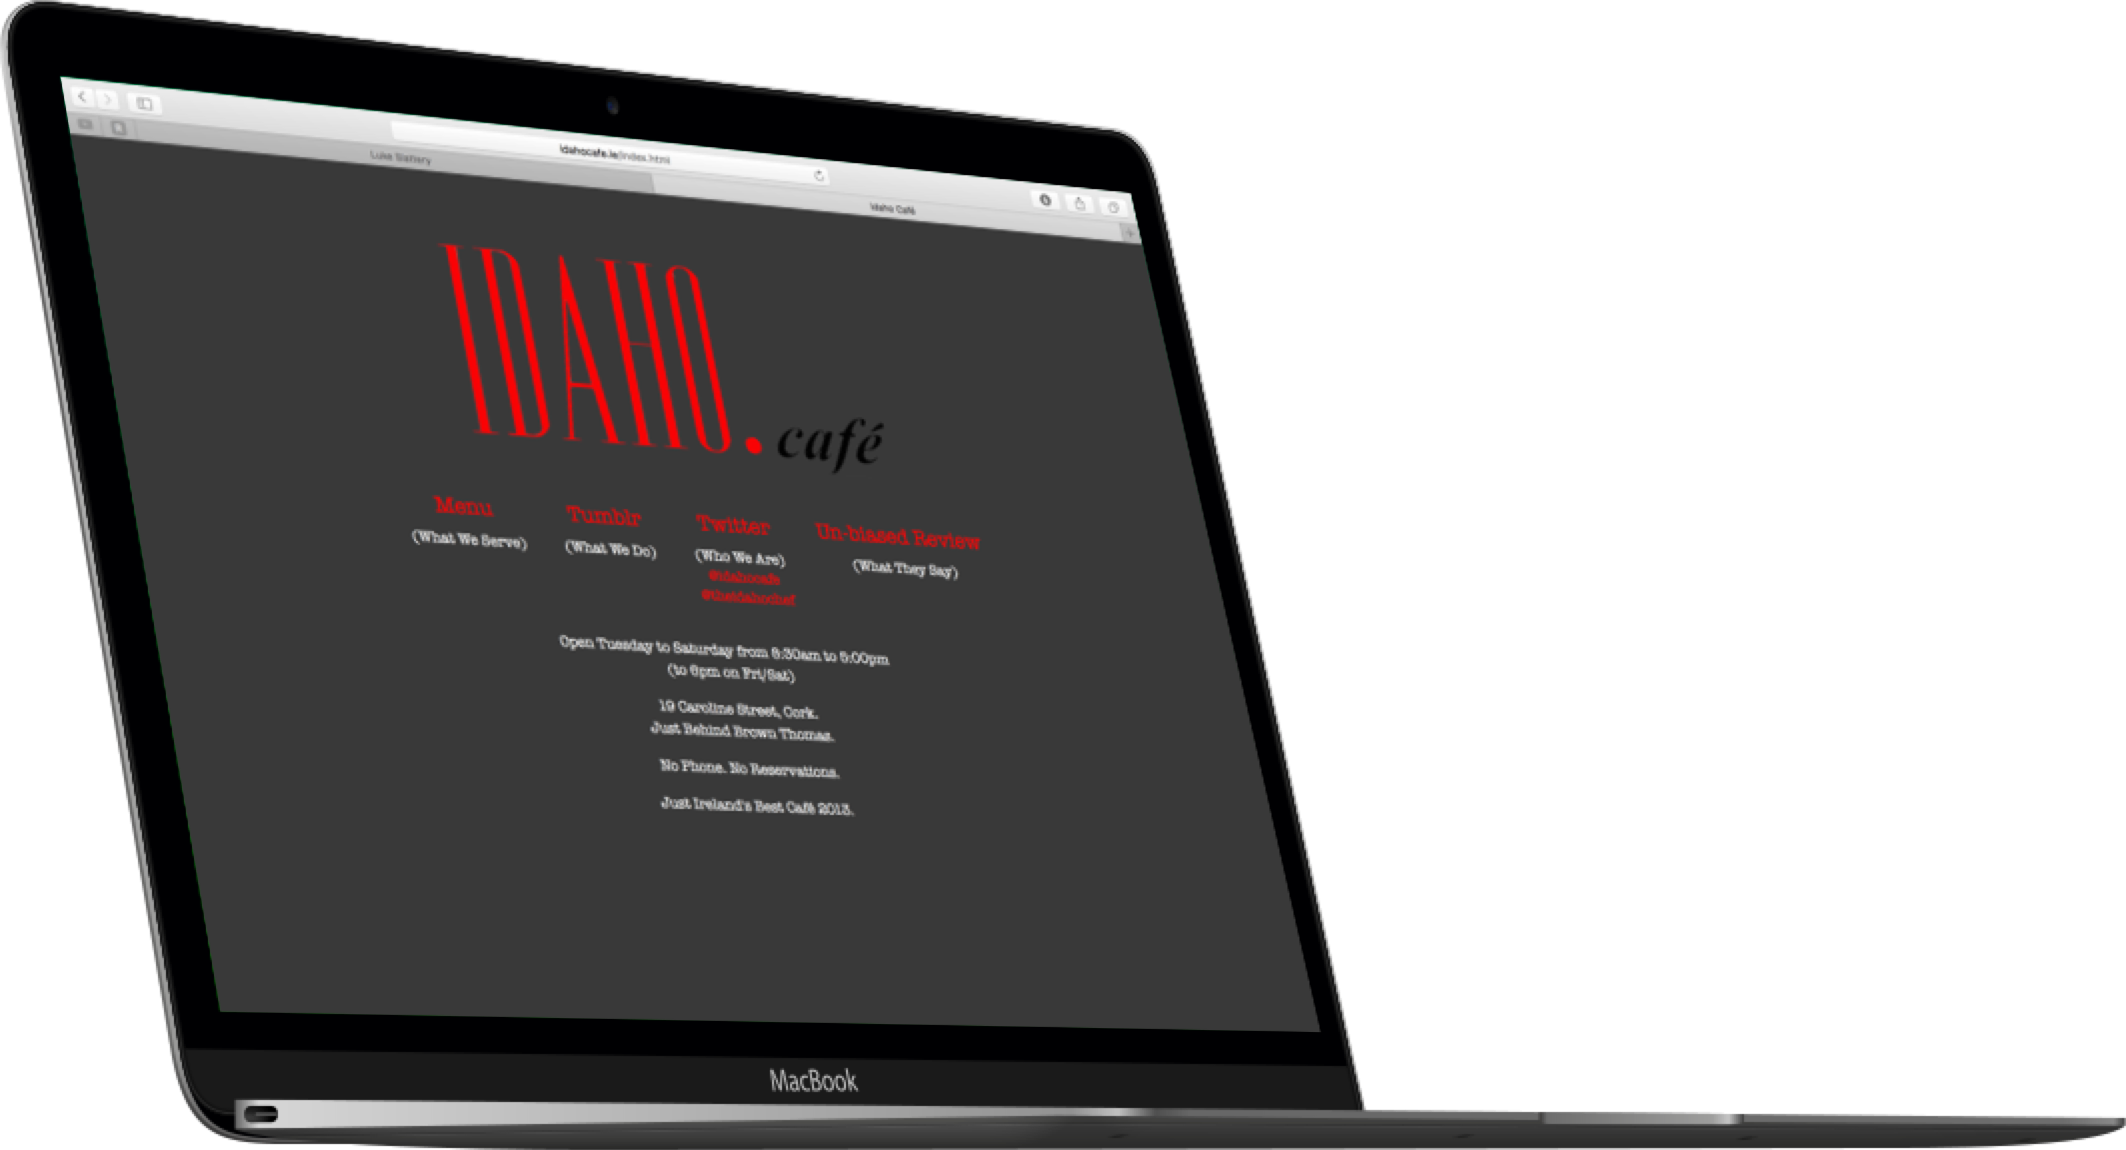 idahocafe.ie/index.html
Luke Slattery
Idaho Café
IDAHO. café
Menu
Tumblr
Twitter
Un-biased Review
(What We Serve)
(What We Do)
(Who We Are)
(What They Say)
@idahocafe
@theidahochef
Open Tuesday to Saturday from 8:30am to 5:00pm
(to 6pm on Fri/Sat)
19 Caroline Street, Cork.
Just Behind Brown Thomas.
No Phone. No Reservations.
Just Ireland's Best Café 2013.
MacBook